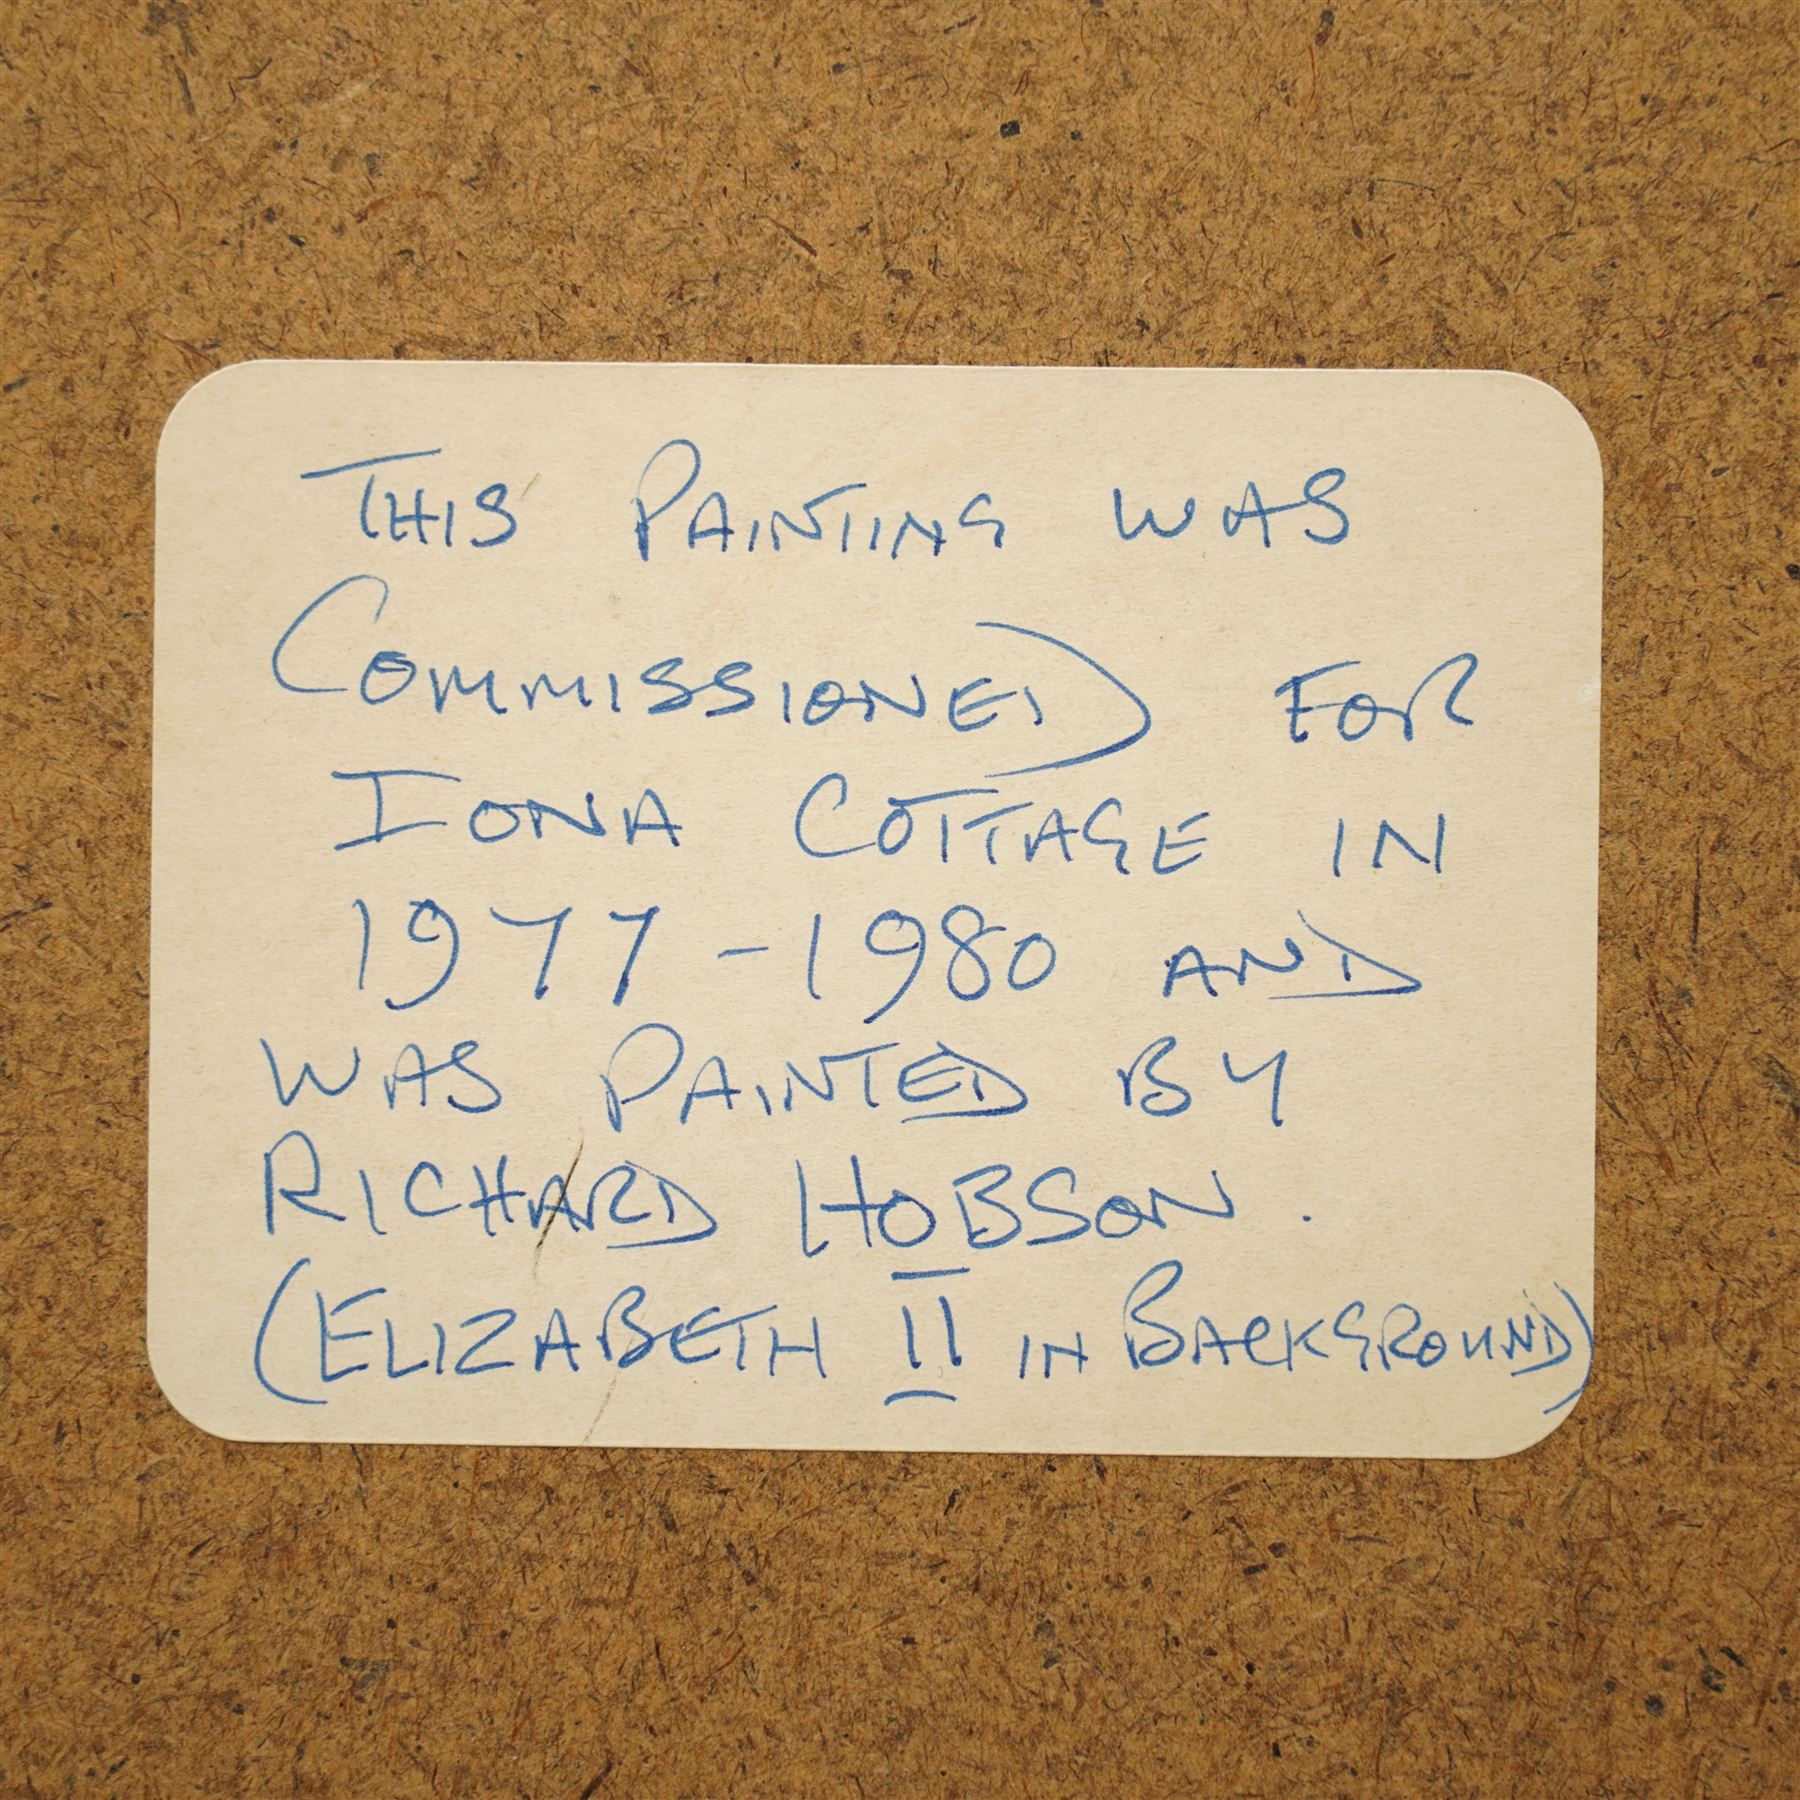 THIS PAINTING WAS
COMMISSIONED FOR
IONA COTTAGE IN
1977-1980 AND
WAS PAINTED BY
RICHARD HOBSON.
(ELIZABETH II IN BACKGROUND)